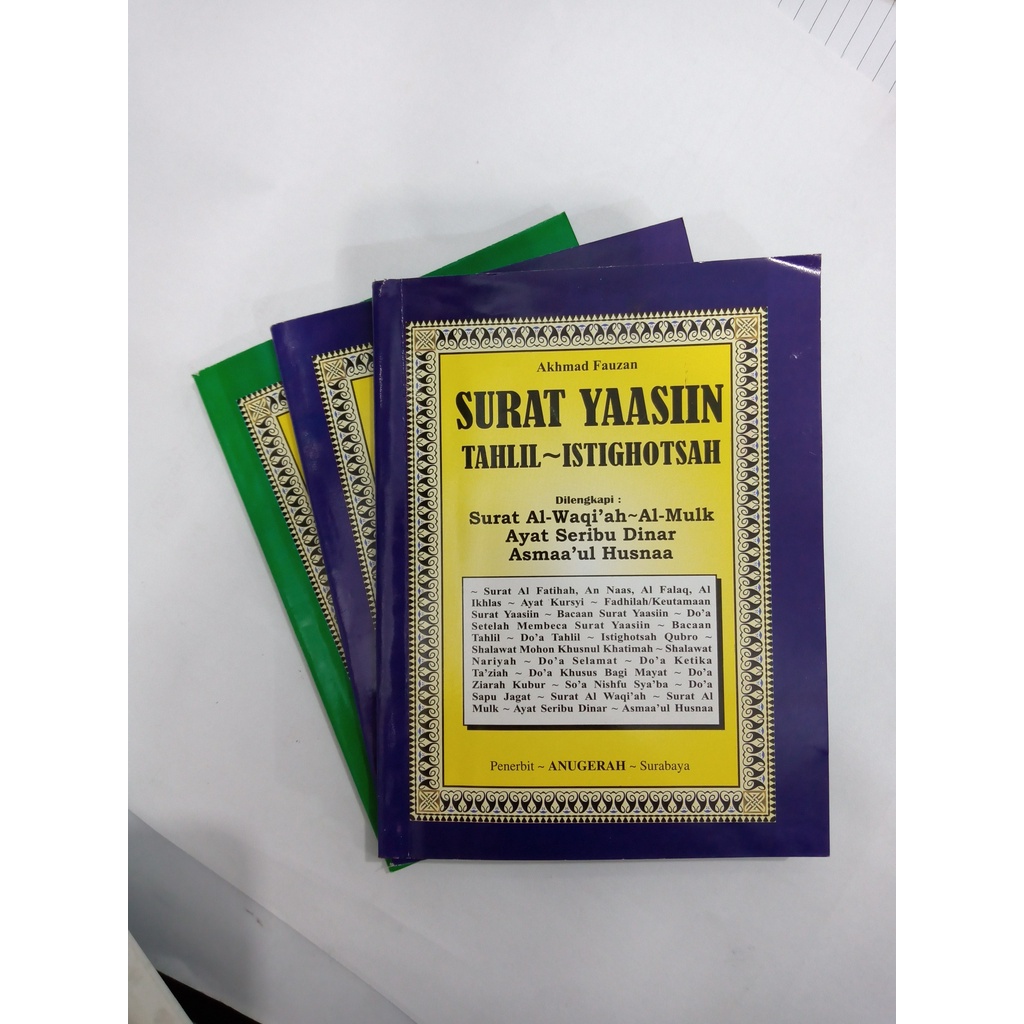 Akhmad Fauzan
SURAT YAASIIN
TAHLIL~ISTIGHOTSAH
Dilengkapi :
Surat Al-Waqi'ah~Al-Mulk
Ayat Seribu Dinar
Asmaa'ul Husnaa
~ Surat Al Fatihah, An Naas, Al Falaq, Al
Ikhlas ~ Ayat Kursyi ~ Fadhilah/Keutamaan
Surat Yaasiin ~ Bacaan Surat Yaasiin ~ Do'a
Setelah Membeca Surat Yaasiin ~ Bacaan
Tahlil ~ Do'a Tahlil ~ Istighotsah Qubro ~
Shalawat Mohon Khusnul Khatimah ~ Shalawat
Nariyah ~ Do'a Selamat ~ Do'a Ketika
Ta'ziah ~ Do'a Khusus Bagi Mayat ~ Do'a
Ziarah Kubur ~ So'a Nishfu Sya'ba ~ Do'a
Sapu Jagat ~ Surat Al Waqi'ah ~ Surat Al
Mulk ~ Ayat Seribu Dinar ~ Asmaa'ul Husnaa
Penerbit ~ ANUGERAH ~ Surabaya